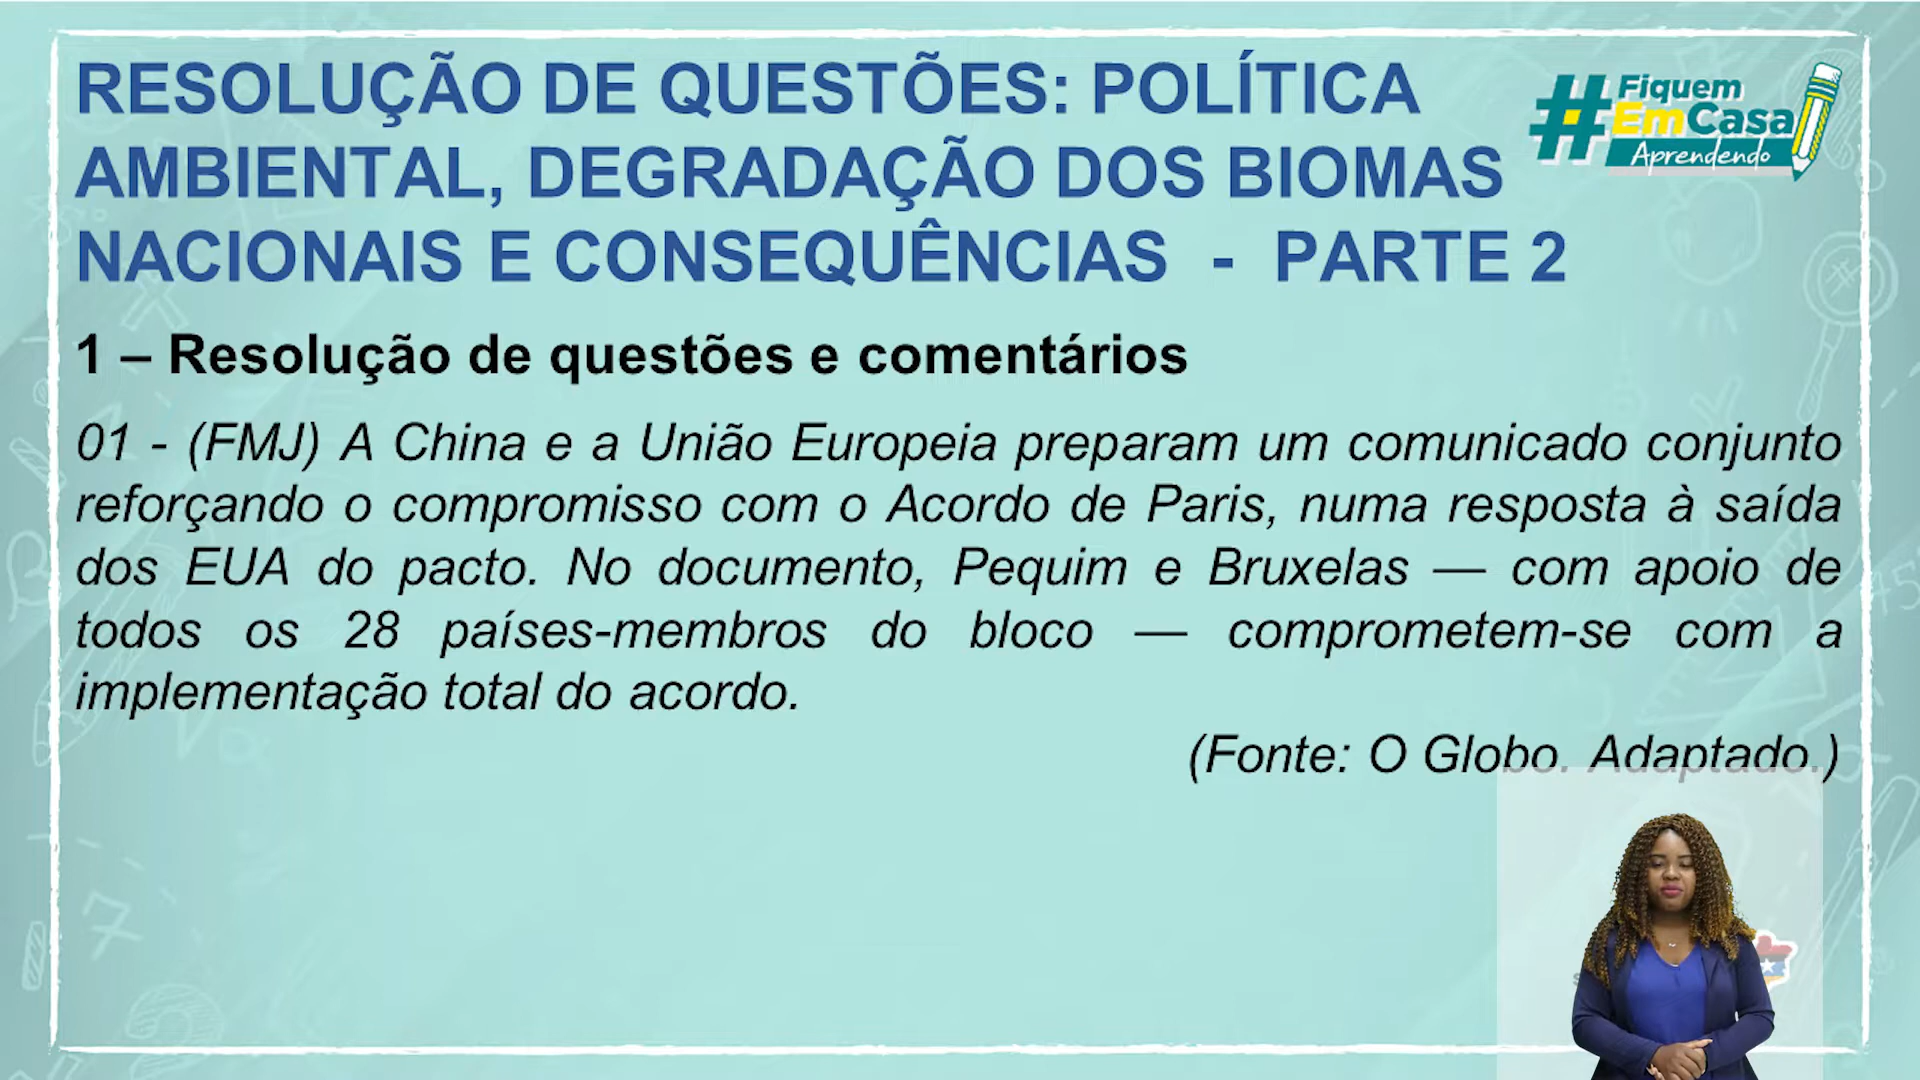 RESOLUÇÃO DE QUESTÕES: POLÍTICA
AMBIENTAL, DEGRADAÇÃO DOS BIOMAS
NACIONAIS E CONSEQUÊNCIAS - PARTE 2
#Fiquem
EmCasa
Aprendendo
1 – Resolução de questões e comentários
01 - (FMJ) A China e a União Europeia preparam um comunicado conjunto
reforçando o compromisso com o Acordo de Paris, numa resposta à saída
dos EUA do pacto. No documento, Pequim e Bruxelas — com apoio de
todos os 28 países-membros do bloco — comprometem-se com a
implementação total do acordo.
(Fonte: O Globo. Adaptado.)